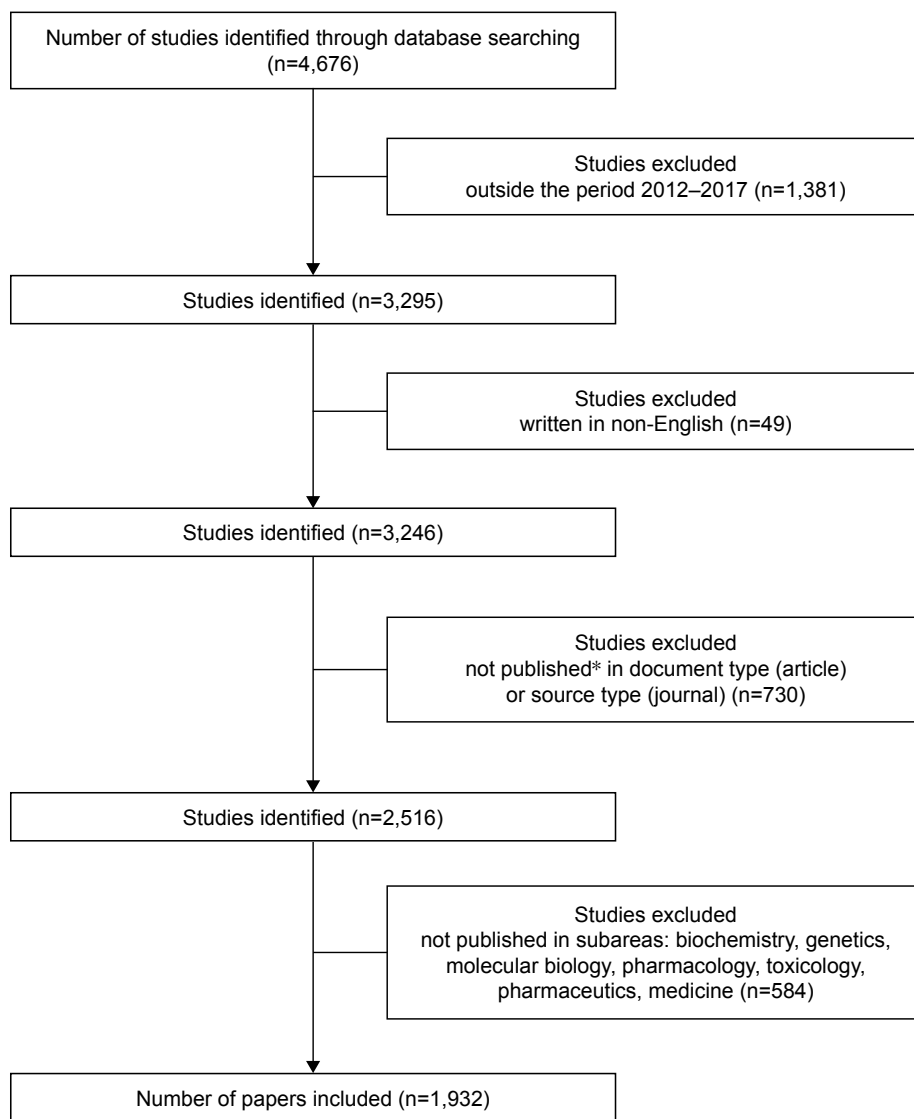 Number of studies identified through database searching
(n=4,676)
Studies excluded
outside the period 2012–2017 (n=1,381)
Studies identified (n=3,295)
Studies excluded
written in non-English (n=49)
Studies identified (n=3,246)
Studies excluded
not published* in document type (article)
or source type (journal) (n=730)
Studies identified (n=2,516)
Studies excluded
not published in subareas: biochemistry, genetics,
molecular biology, pharmacology, toxicology,
pharmaceutics, medicine (n=584)
Number of papers included (n=1,932)